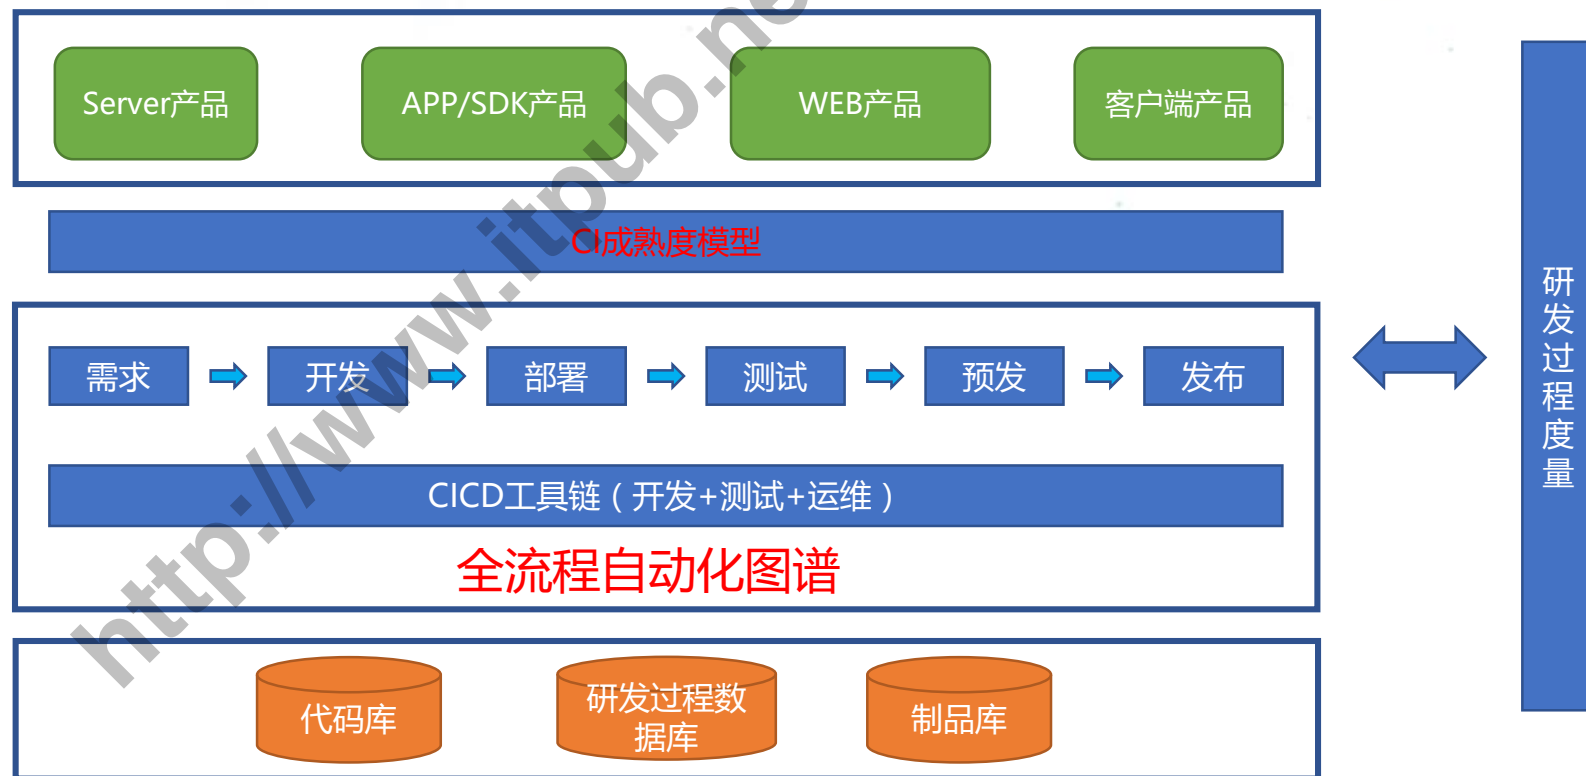 Server产品
APP/SDK产品
WEB产品
客户端产品
CI成熟度模型
需求
开发
部署
测试
预发
发布
CICD工具链（开发+测试+运维）
全流程自动化图谱
代码库
研发过程数
据库
制品库
研发过程度量
http://www.itpub.ne